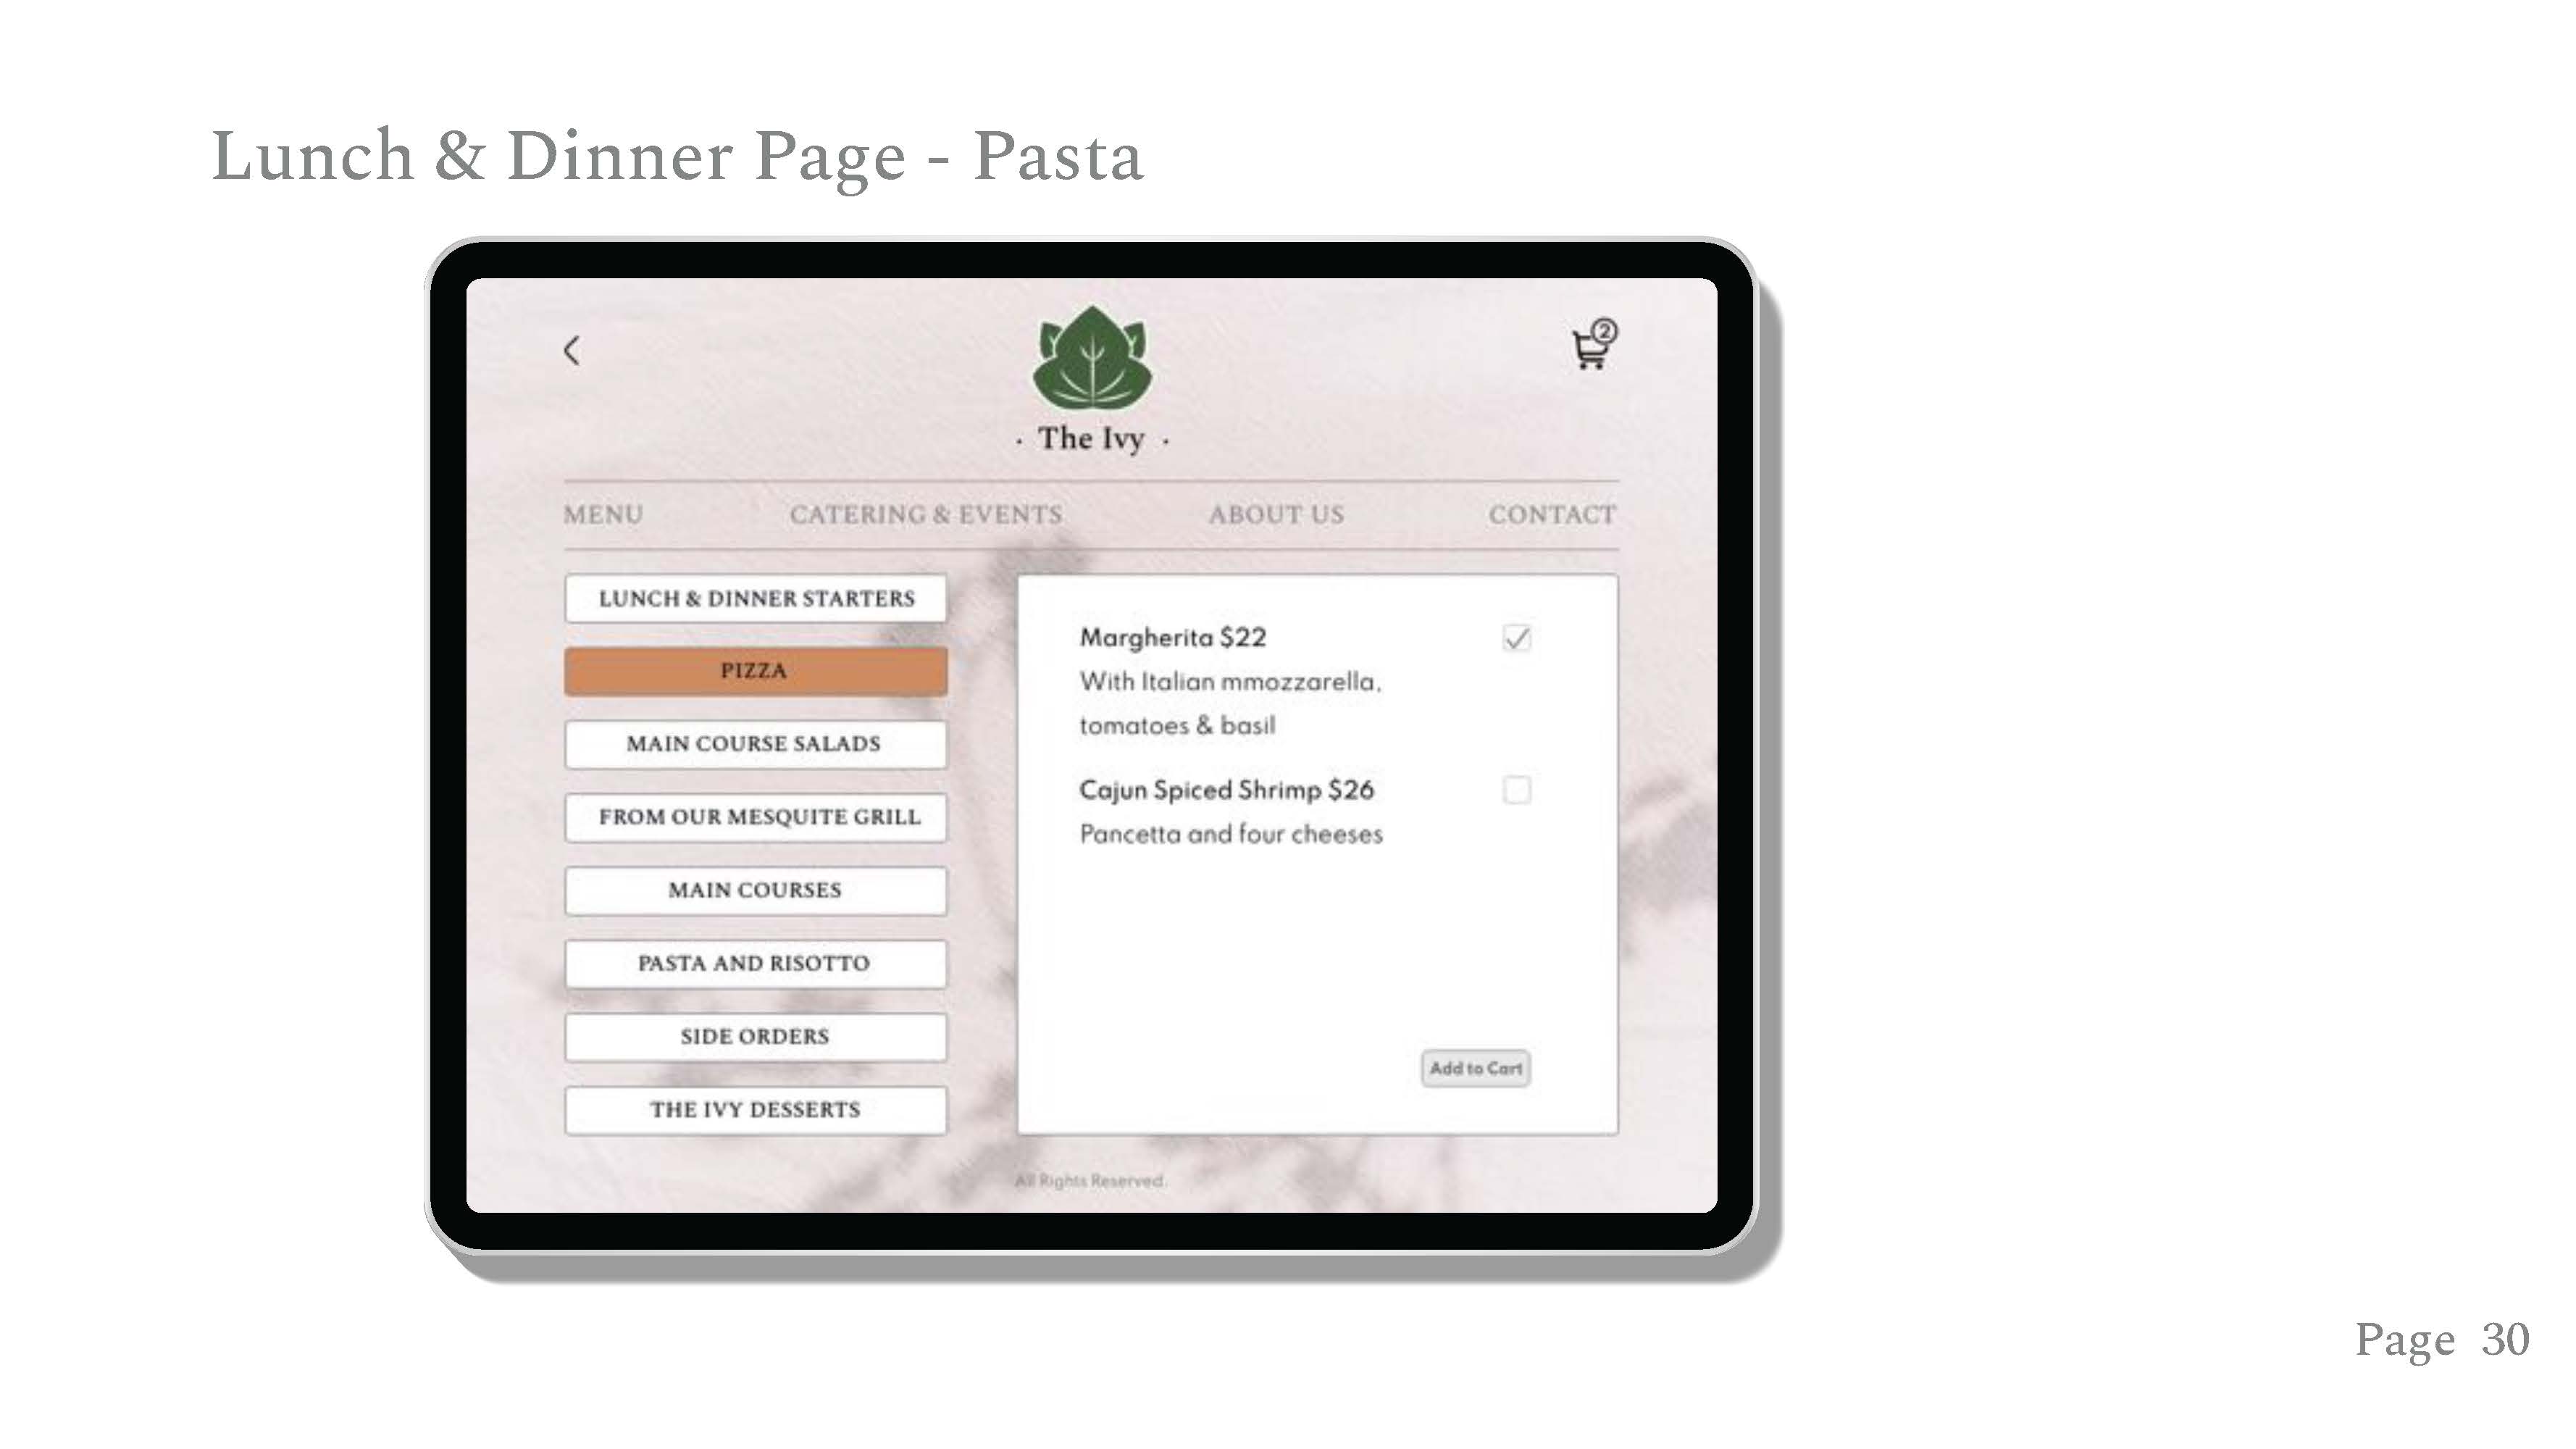 Lunch & Dinner Page - Pasta
2
· The Ivy ·
MENU CATERING & EVENTS ABOUT US CONTACT
LUNCH & DINNER STARTERS
PIZZA
MAIN COURSE SALADS
FROM OUR MESQUITE GRILL
MAIN COURSES
PASTA AND RISOTTO
SIDE ORDERS
THE IVY DESSERTS
Margherita $22
With Italian mmozzarella,
tomatoes & basil
Cajun Spiced Shrimp $26
Pancetta and four cheeses
Add to Cart
All Rights Reserved.
Page 30